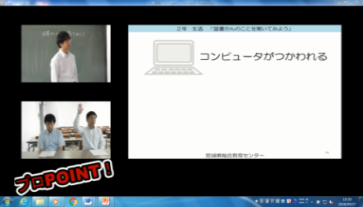 2年 生活 「図書かんのことを聞いてみよう」
コンピュータがつかわれる
宮城県総合教育センター
プロPOINT！